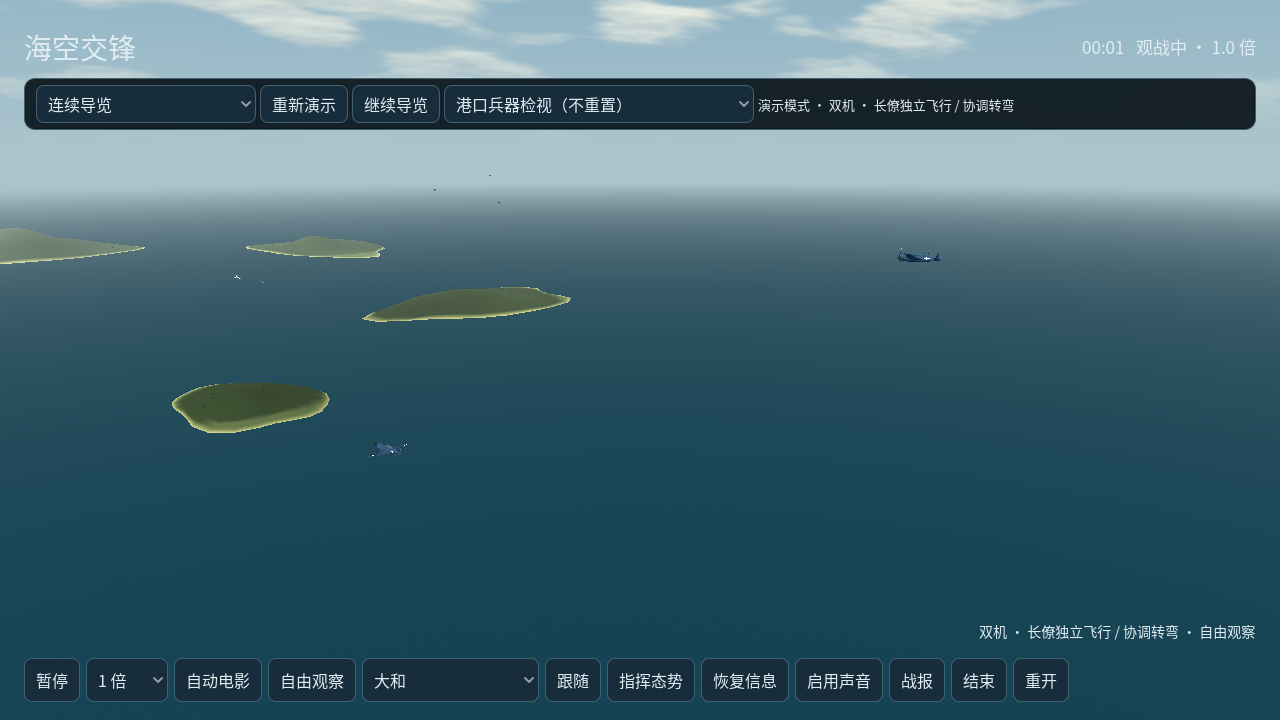 海空交锋
00:01 观战中 · 1.0 倍
连续导览 重新演示 继续导览 港口兵器检视（不重置） 演示模式 · 双机 · 长僚独立飞行 / 协调转弯
双机 · 长僚独立飞行 / 协调转弯 · 自由观察
暂停 1 倍 自动电影 自由观察 大和 跟随 指挥态势 恢复信息 启用声音 战报 结束 重开